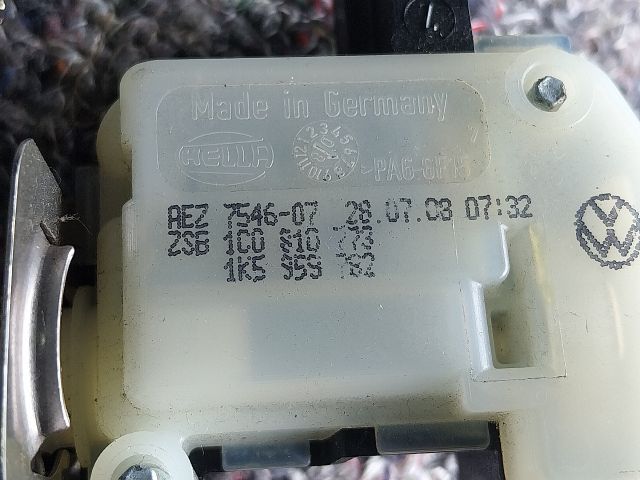 Made in Germany
HELLA
>PA6-
AEZ 7546-07 28.07.08 07:32
2SB 1C0 810 773
1K5 959 782
VW